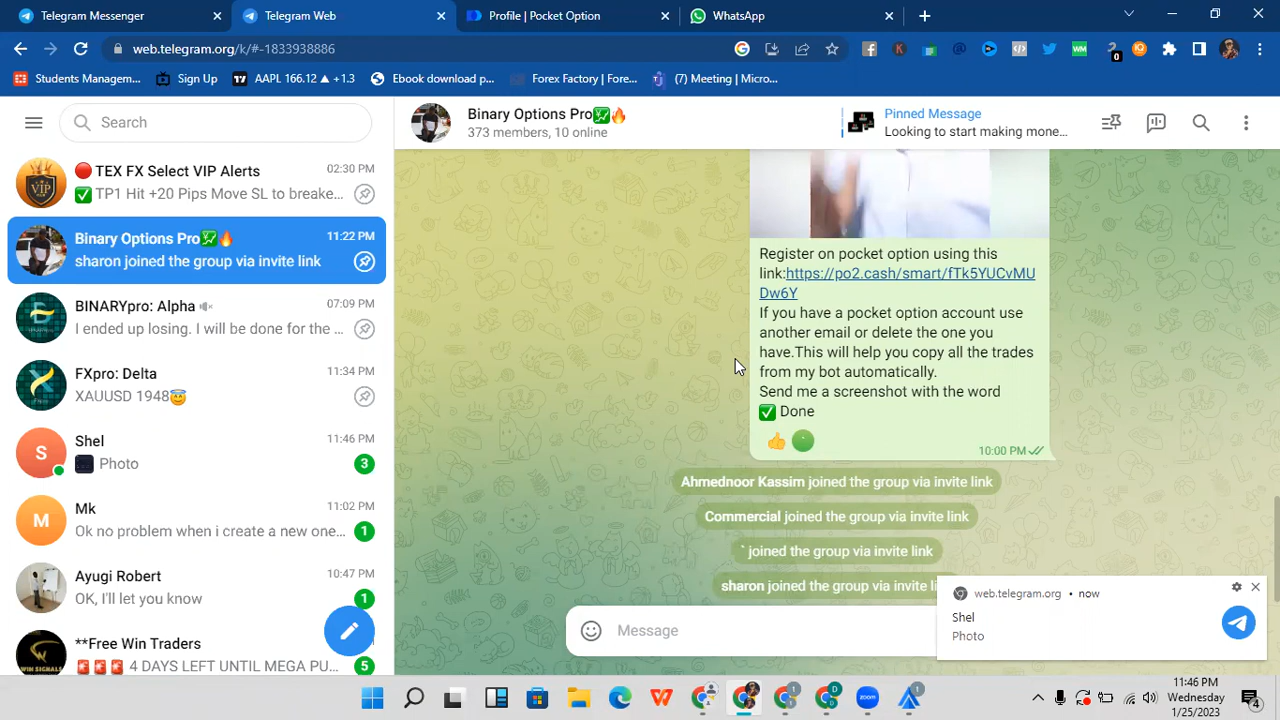 Telegram Messenger
Telegram Web
Profile | Pocket Option
WhatsApp
web.telegram.org/k/#-1833938886
Students Managem...
Sign Up
AAPL 166.12 ▲ +1.3
Ebook download p...
Forex Factory | Fore...
(7) Meeting | Micro...
Search
Binary Options Pro💹🔥
373 members, 10 online
Pinned Message
Looking to start making mone...
🔴 TEX FX Select VIP Alerts
02:30 PM
✅ TP1 Hit +20 Pips Move SL to breake...
Binary Options Pro💹🔥
11:22 PM
sharon joined the group via invite link
BINARYpro: Alpha
07:09 PM
I ended up losing. I will be done for the ...
FXpro: Delta
11:34 PM
XAUUSD 1948😇
Shel
11:46 PM
Photo
3
Mk
11:02 PM
Ok no problem when i create a new one...
1
Ayugi Robert
10:47 PM
OK, I'll let you know
1
**Free Win Traders
🚨🚨🚨 4 DAYS LEFT UNTIL MEGA PU...
5
Register on pocket option using this
link:https://po2.cash/smart/fTk5YUCvMU
Dw6Y
If you have a pocket option account use
another email or delete the one you
have.This will help you copy all the trades
from my bot automatically.
Send me a screenshot with the word
✅ Done
10:00 PM
Ahmednoor Kassim joined the group via invite link
Commercial joined the group via invite link
` joined the group via invite link
sharon joined the group via invite li
Message
web.telegram.org • now
Shel
Photo
11:46 PM
Wednesday
1/25/2023
4